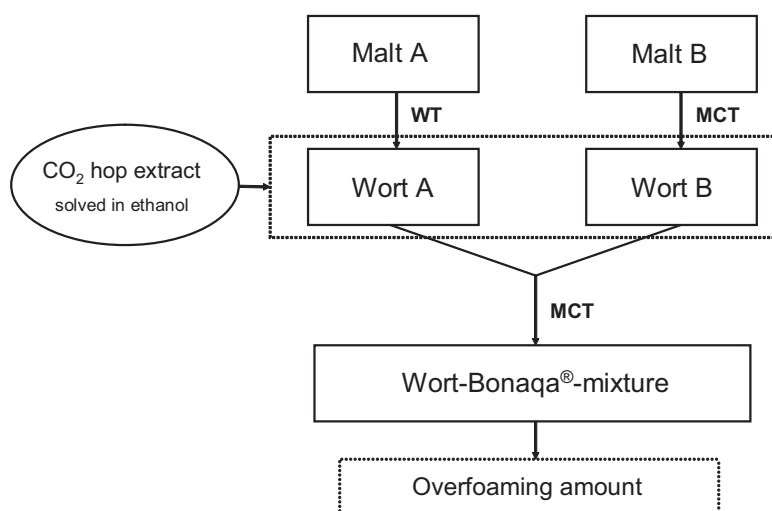 Malt A
Malt B
WT
MCT
CO₂ hop extract
solved in ethanol
Wort A
Wort B
MCT
Wort-Bonaqa®-mixture
Overfoaming amount